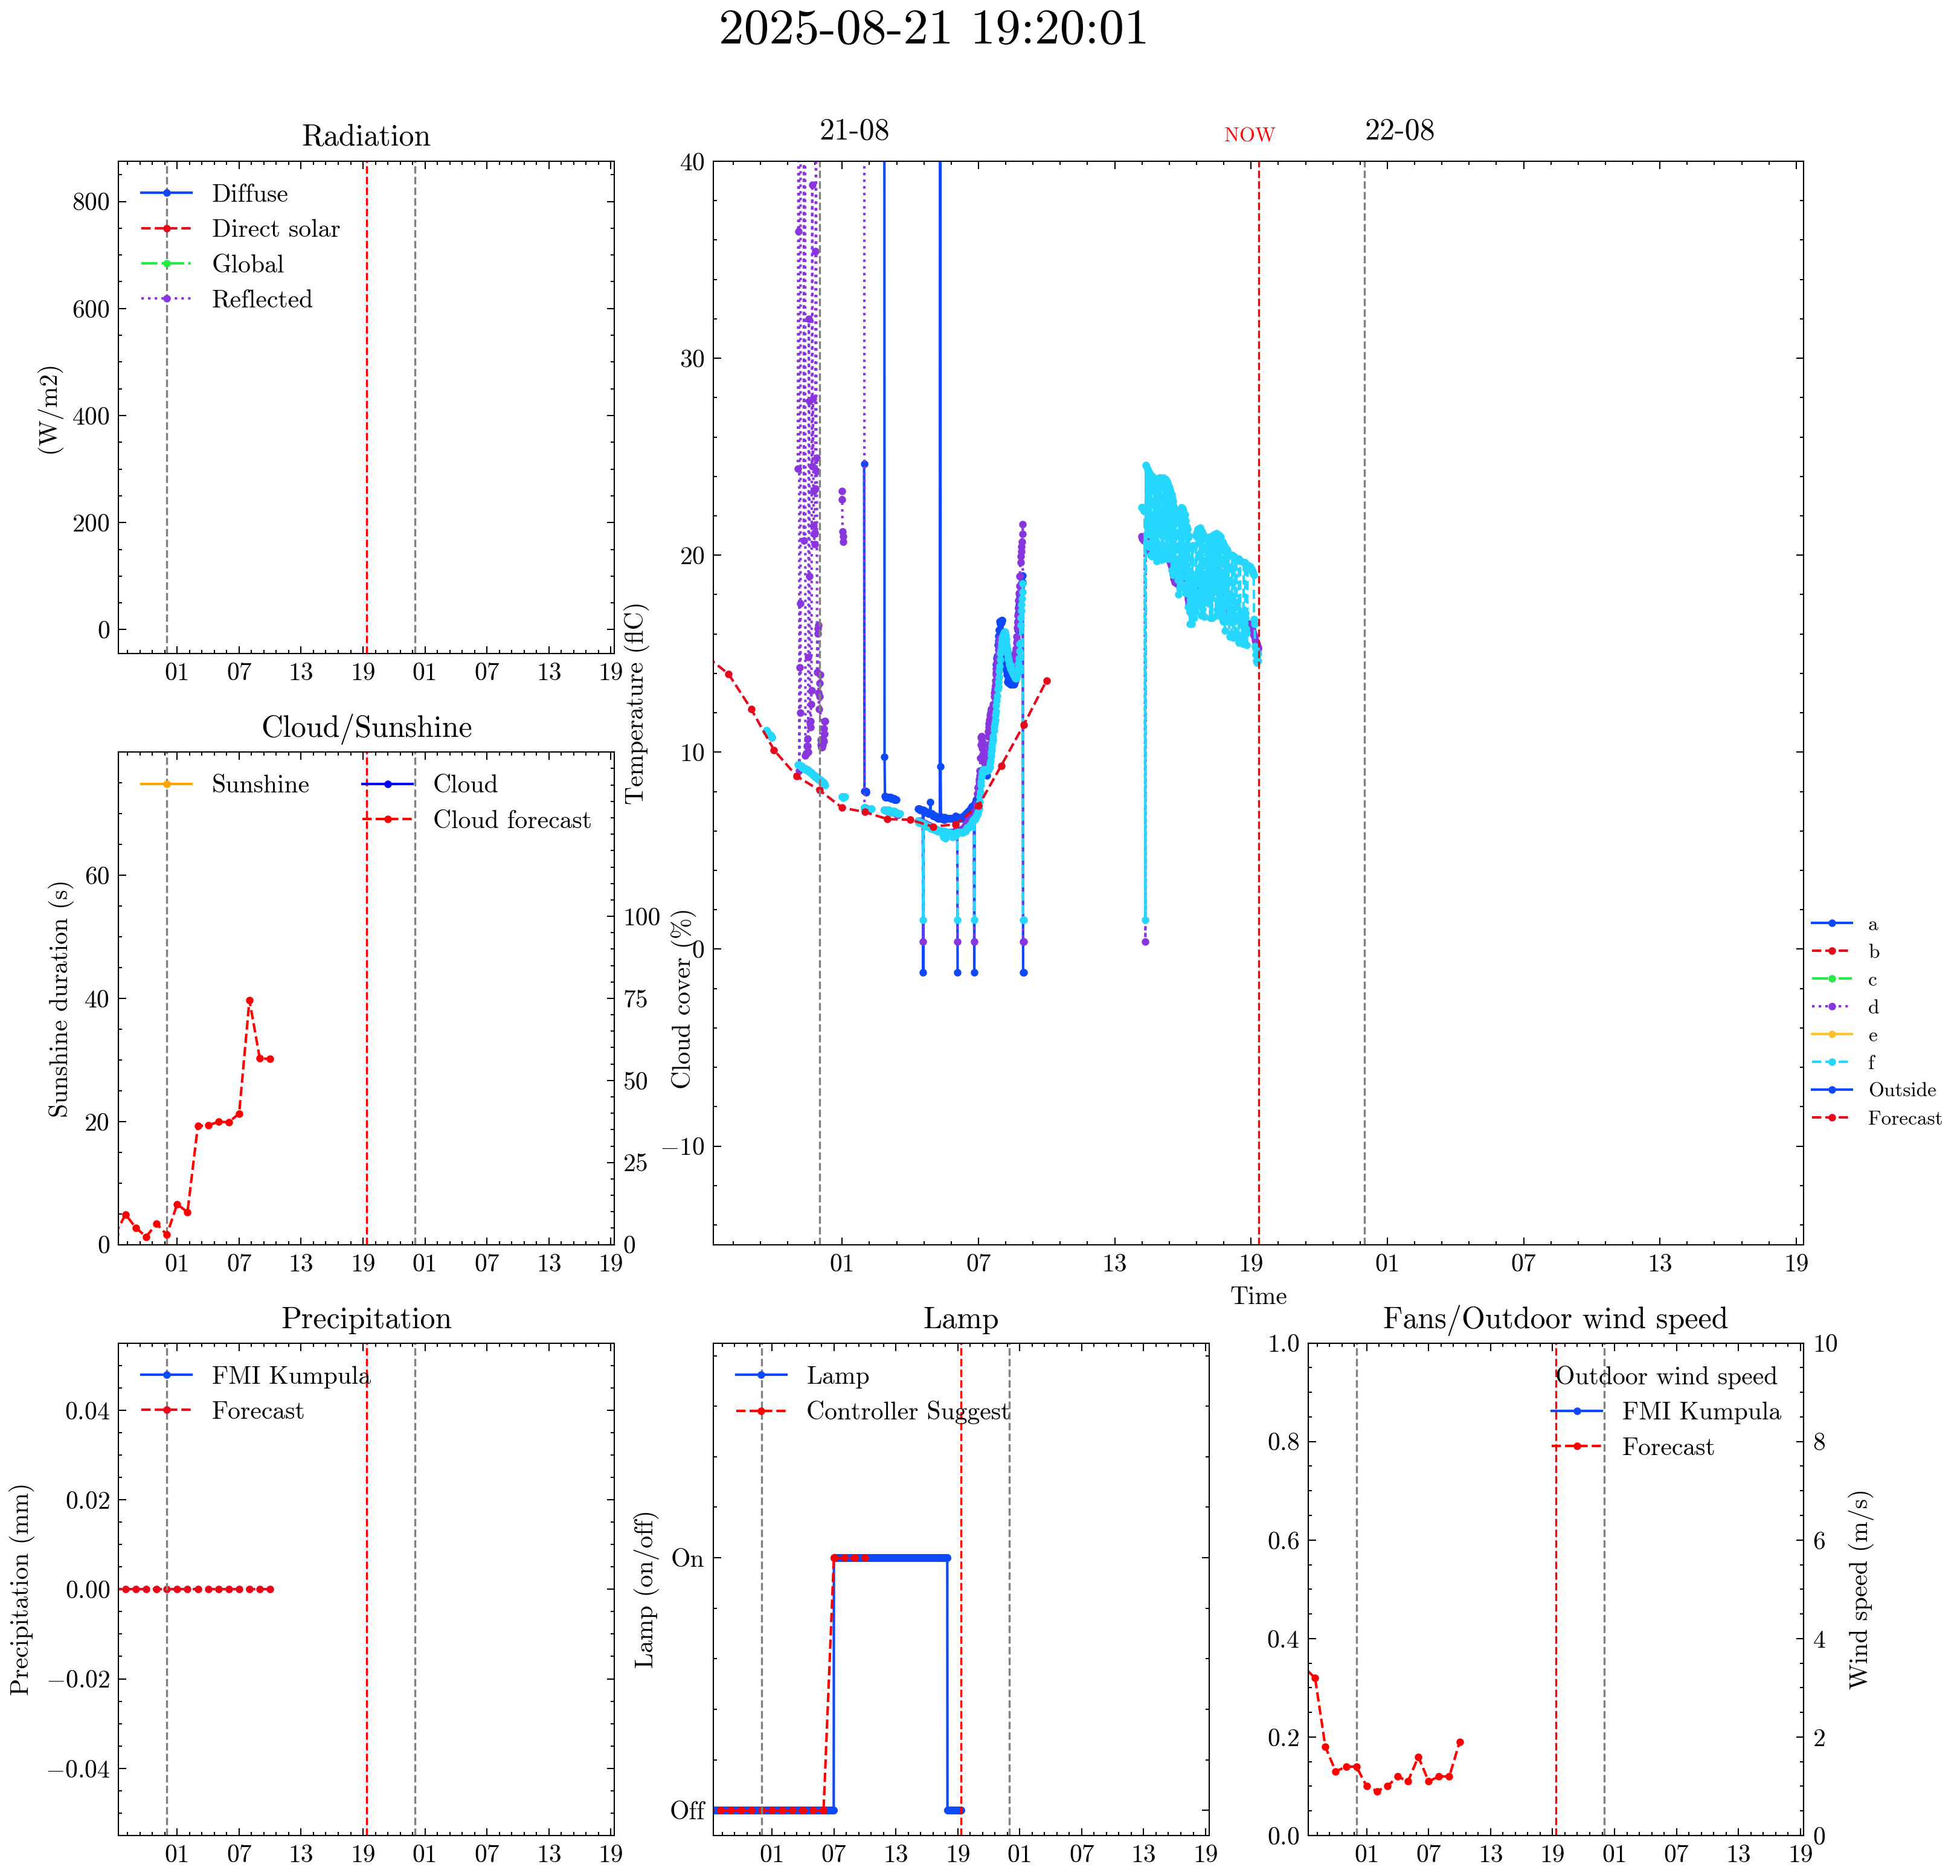 2025-08-21 19:20:01
Radiation
800
600
400
200
0
(W/m2)
Diffuse
Direct solar
Global
Reflected
01 07 13 19 01 07 13 19
Cloud/Sunshine
60
40
20
0
Sunshine duration (s)
Sunshine
Cloud
Cloud forecast
100
75
50
25
0
Cloud cover (%)
01 07 13 19 01 07 13 19
21-08
NOW
22-08
40
30
20
10
0
−10
Temperature (flC)
01 07 13 19 01 07 13 19
Time
a
b
c
d
e
f
Outside
Forecast
Precipitation
0.04
0.02
0.00
−0.02
−0.04
Precipitation (mm)
FMI Kumpula
Forecast
01 07 13 19 01 07 13 19
Lamp
On
Off
Lamp (on/off)
Lamp
Controller Suggest
01 07 13 19 01 07 13 19
Fans/Outdoor wind speed
1.0
0.8
0.6
0.4
0.2
0.0
Outdoor wind speed
FMI Kumpula
Forecast
10
8
6
4
2
0
Wind speed (m/s)
01 07 13 19 01 07 13 19